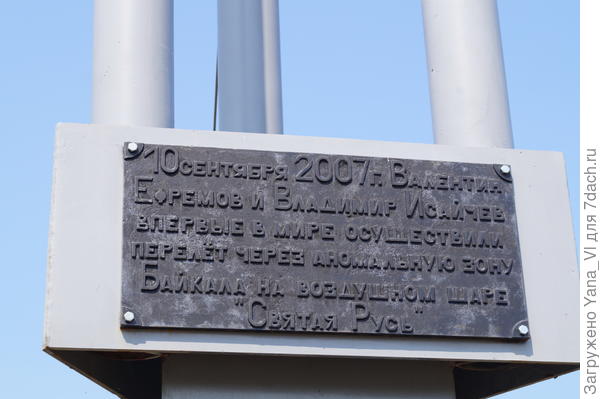 10 сентября 2007г. Валентин
Ефремов и Владимир Исайчев
впервые в мире осуществили
перелёт через аномальную зону
Байкала на воздушном шаре
"Святая Русь"
Загружено Yana_VI для 7dach.ru